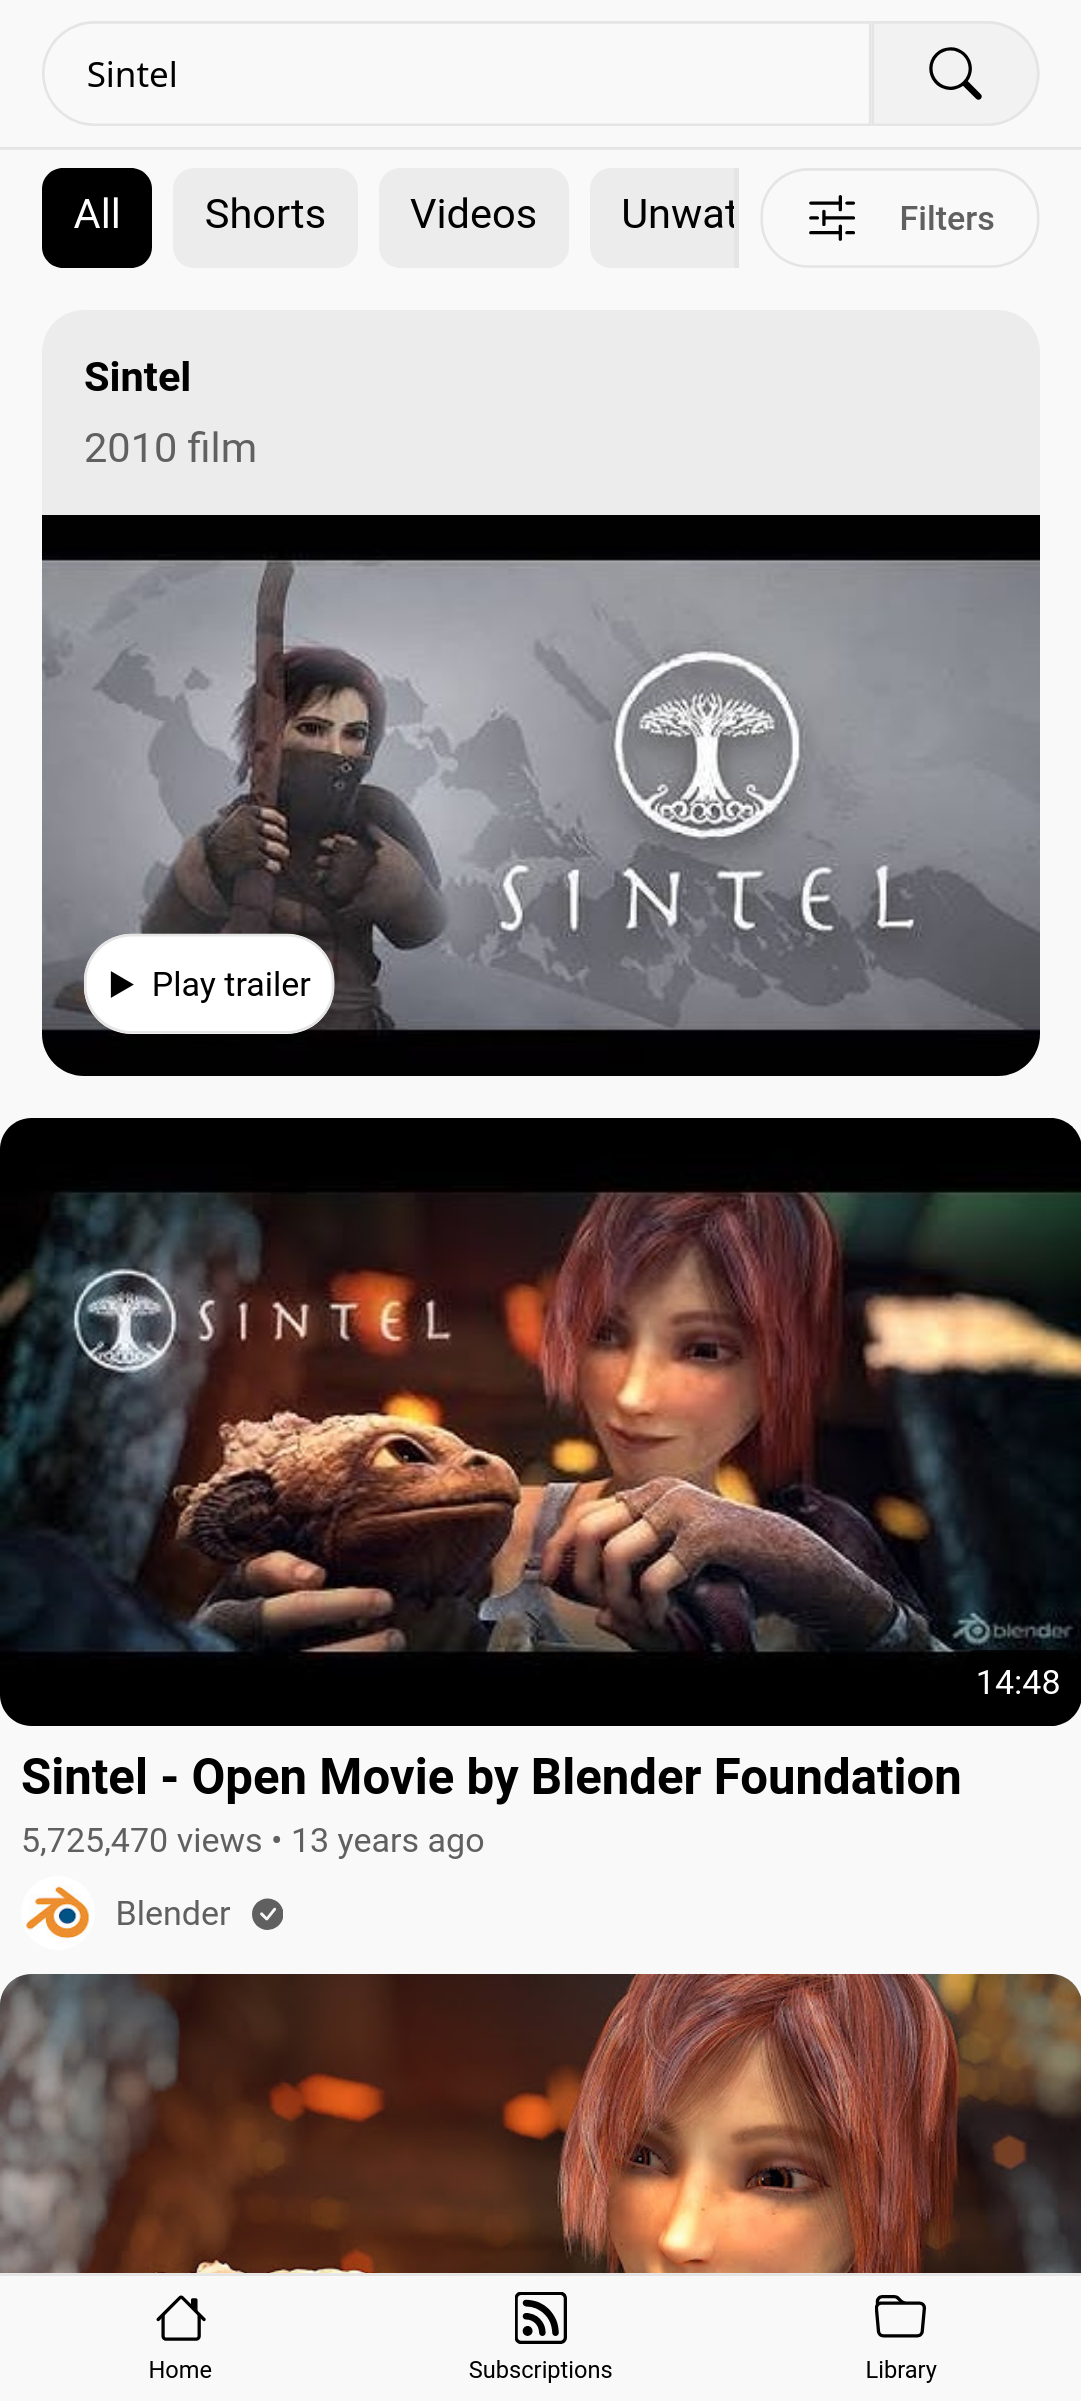 Sintel
All
Shorts
Videos
Unwat
Filters
Sintel
2010 film
SINTEL
Play trailer
SINTEL
blender
14:48
Sintel - Open Movie by Blender Foundation
5,725,470 views • 13 years ago
Blender
Home
Subscriptions
Library